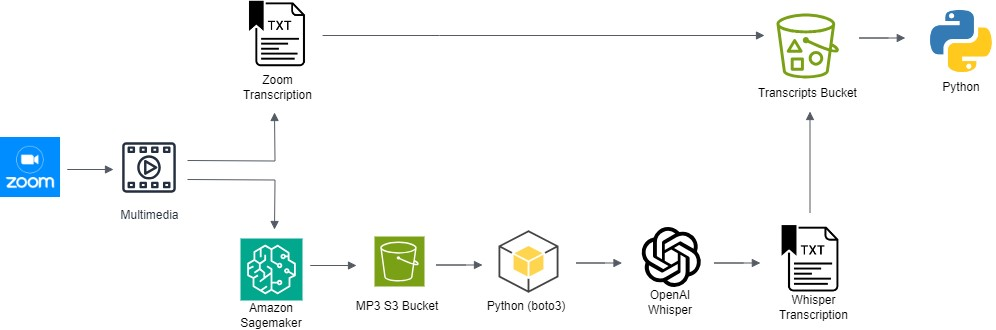 TXT
Zoom
Transcription
Transcripts Bucket
Python
zoom
Multimedia
Amazon
Sagemaker
MP3 S3 Bucket
Python (boto3)
OpenAI
Whisper
TXT
Whisper
Transcription